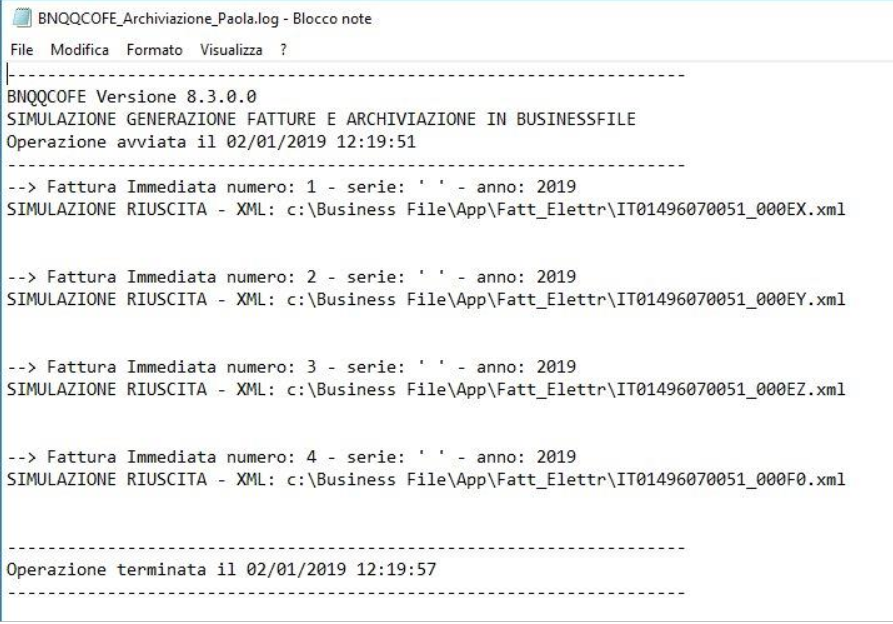 BNQQCOFE_Archiviazione_Paola.log - Blocco note
File Modifica Formato Visualizza ?
--------------------------------------------------------------------
BNQQCOFE Versione 8.3.0.0
SIMULAZIONE GENERAZIONE FATTURE E ARCHIVIAZIONE IN BUSINESSFILE
Operazione avviata il 02/01/2019 12:19:51
--------------------------------------------------------------------
--> Fattura Immediata numero: 1 - serie: ' ' - anno: 2019
SIMULAZIONE RIUSCITA - XML: c:\Business File\App\Fatt_Elettr\IT01496070051_000EX.xml
--> Fattura Immediata numero: 2 - serie: ' ' - anno: 2019
SIMULAZIONE RIUSCITA - XML: c:\Business File\App\Fatt_Elettr\IT01496070051_000EY.xml
--> Fattura Immediata numero: 3 - serie: ' ' - anno: 2019
SIMULAZIONE RIUSCITA - XML: c:\Business File\App\Fatt_Elettr\IT01496070051_000EZ.xml
--> Fattura Immediata numero: 4 - serie: ' ' - anno: 2019
SIMULAZIONE RIUSCITA - XML: c:\Business File\App\Fatt_Elettr\IT01496070051_000F0.xml
--------------------------------------------------------------------
Operazione terminata il 02/01/2019 12:19:57
--------------------------------------------------------------------